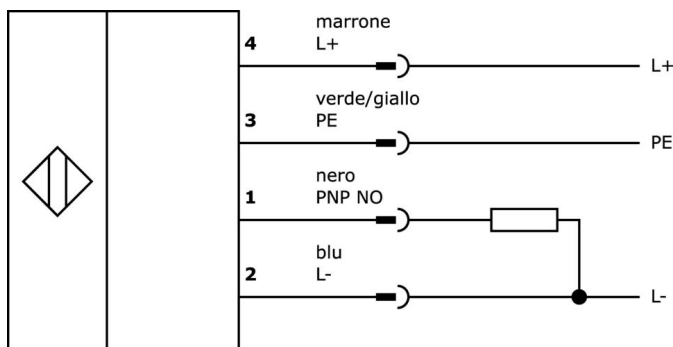 marrone
4 L+
L+
verde/giallo
3 PE
PE
nero
1 PNP NO
blu
2 L-
L-